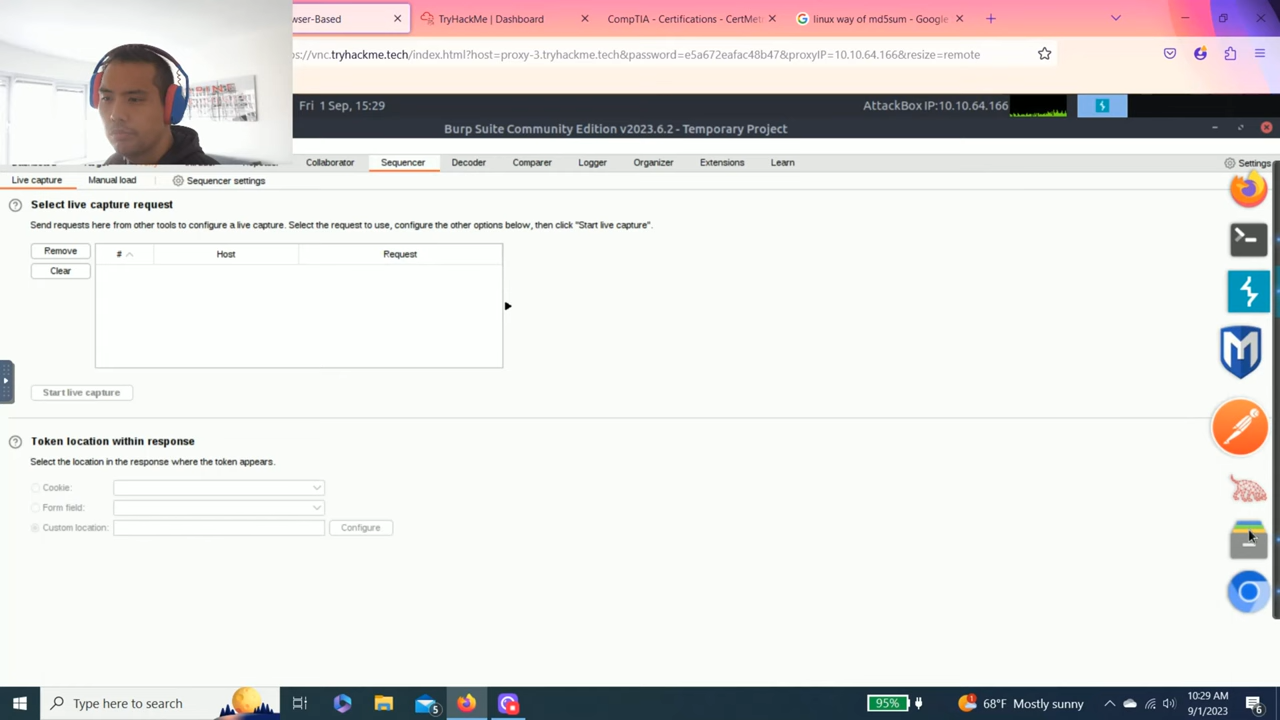 wser-Based
TryHackMe | Dashboard
CompTIA - Certifications - CertMet
linux way of md5sum - Google
s://vnc.tryhackme.tech/index.html?host=proxy-3.tryhackme.tech&password=e5a672eafac48b47&proxyIP=10.10.64.166&resize=remote
Fri 1 Sep, 15:29
AttackBox IP:10.10.64.166
Burp Suite Community Edition v2023.6.2 - Temporary Project
Collaborator
Sequencer
Decoder
Comparer
Logger
Organizer
Extensions
Learn
Settings
Live capture
Manual load
Sequencer settings
Select live capture request
Send requests here from other tools to configure a live capture. Select the request to use, configure the other options below, then click "Start live capture".
Remove
Clear
# Host Request
Start live capture
Token location within response
Select the location in the response where the token appears.
Cookie:
Form field:
Custom location:
Configure
Type here to search
5
95%
68°F Mostly sunny
10:29 AM
9/1/2023
6